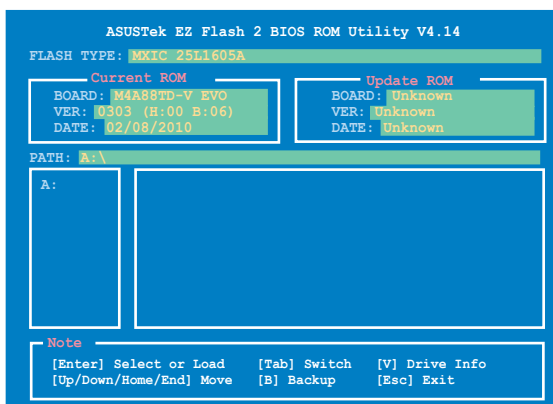 ASUSTek EZ Flash 2 BIOS ROM Utility V4.14
FLASH TYPE: MXIC 25L1605A
Current ROM
BOARD: M4A88TD-V EVO
VER: 0303 (H:00 B:06)
DATE: 02/08/2010
Update ROM
BOARD: Unknown
VER: Unknown
DATE: Unknown
PATH: A:\
A:
Note
[Enter] Select or Load [Tab] Switch [V] Drive Info
[Up/Down/Home/End] Move [B] Backup [Esc] Exit